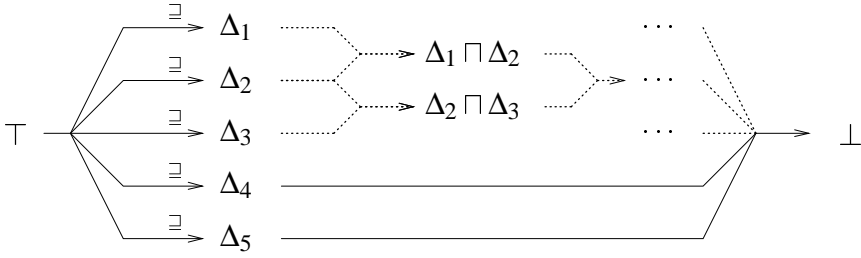 ⊒ Δ₁ · · ·
Δ₁ ⊓ Δ₂
⊒ Δ₂ · · ·
Δ₂ ⊓ Δ₃
⊤ ⊒ Δ₃ · · · ⊥
⊒ Δ₄
⊒ Δ₅